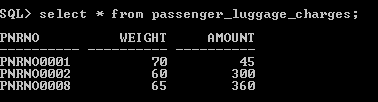 SQL> select * from passenger_luggage_charges;
PNRNO WEIGHT AMOUNT
---------- ---------- ----------
PNRNO0001 70 45
PNRNO0002 60 300
PNRNO0008 65 360